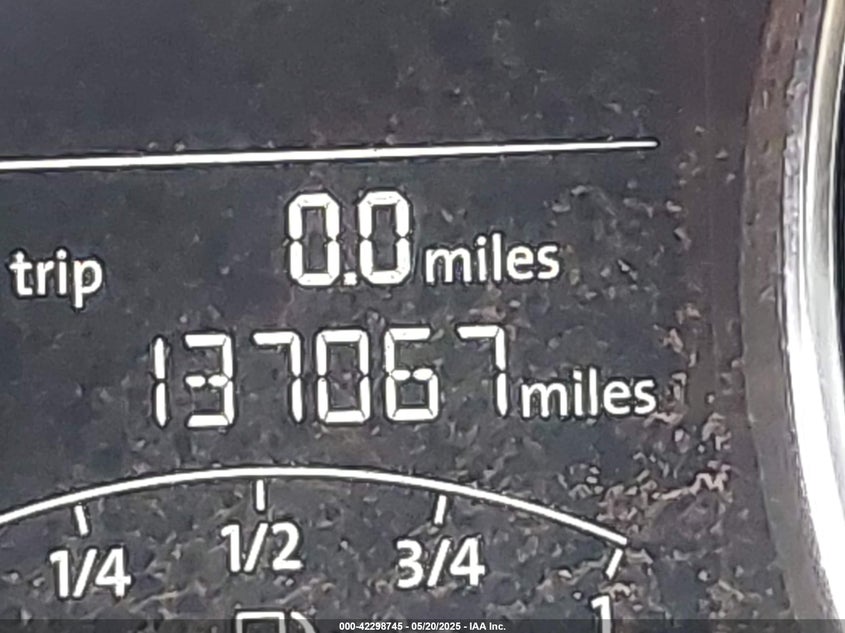 trip 0.0 miles
137067 miles
1/4 1/2 3/4 1
000-42298745 - 05/20/2025 - IAA Inc.